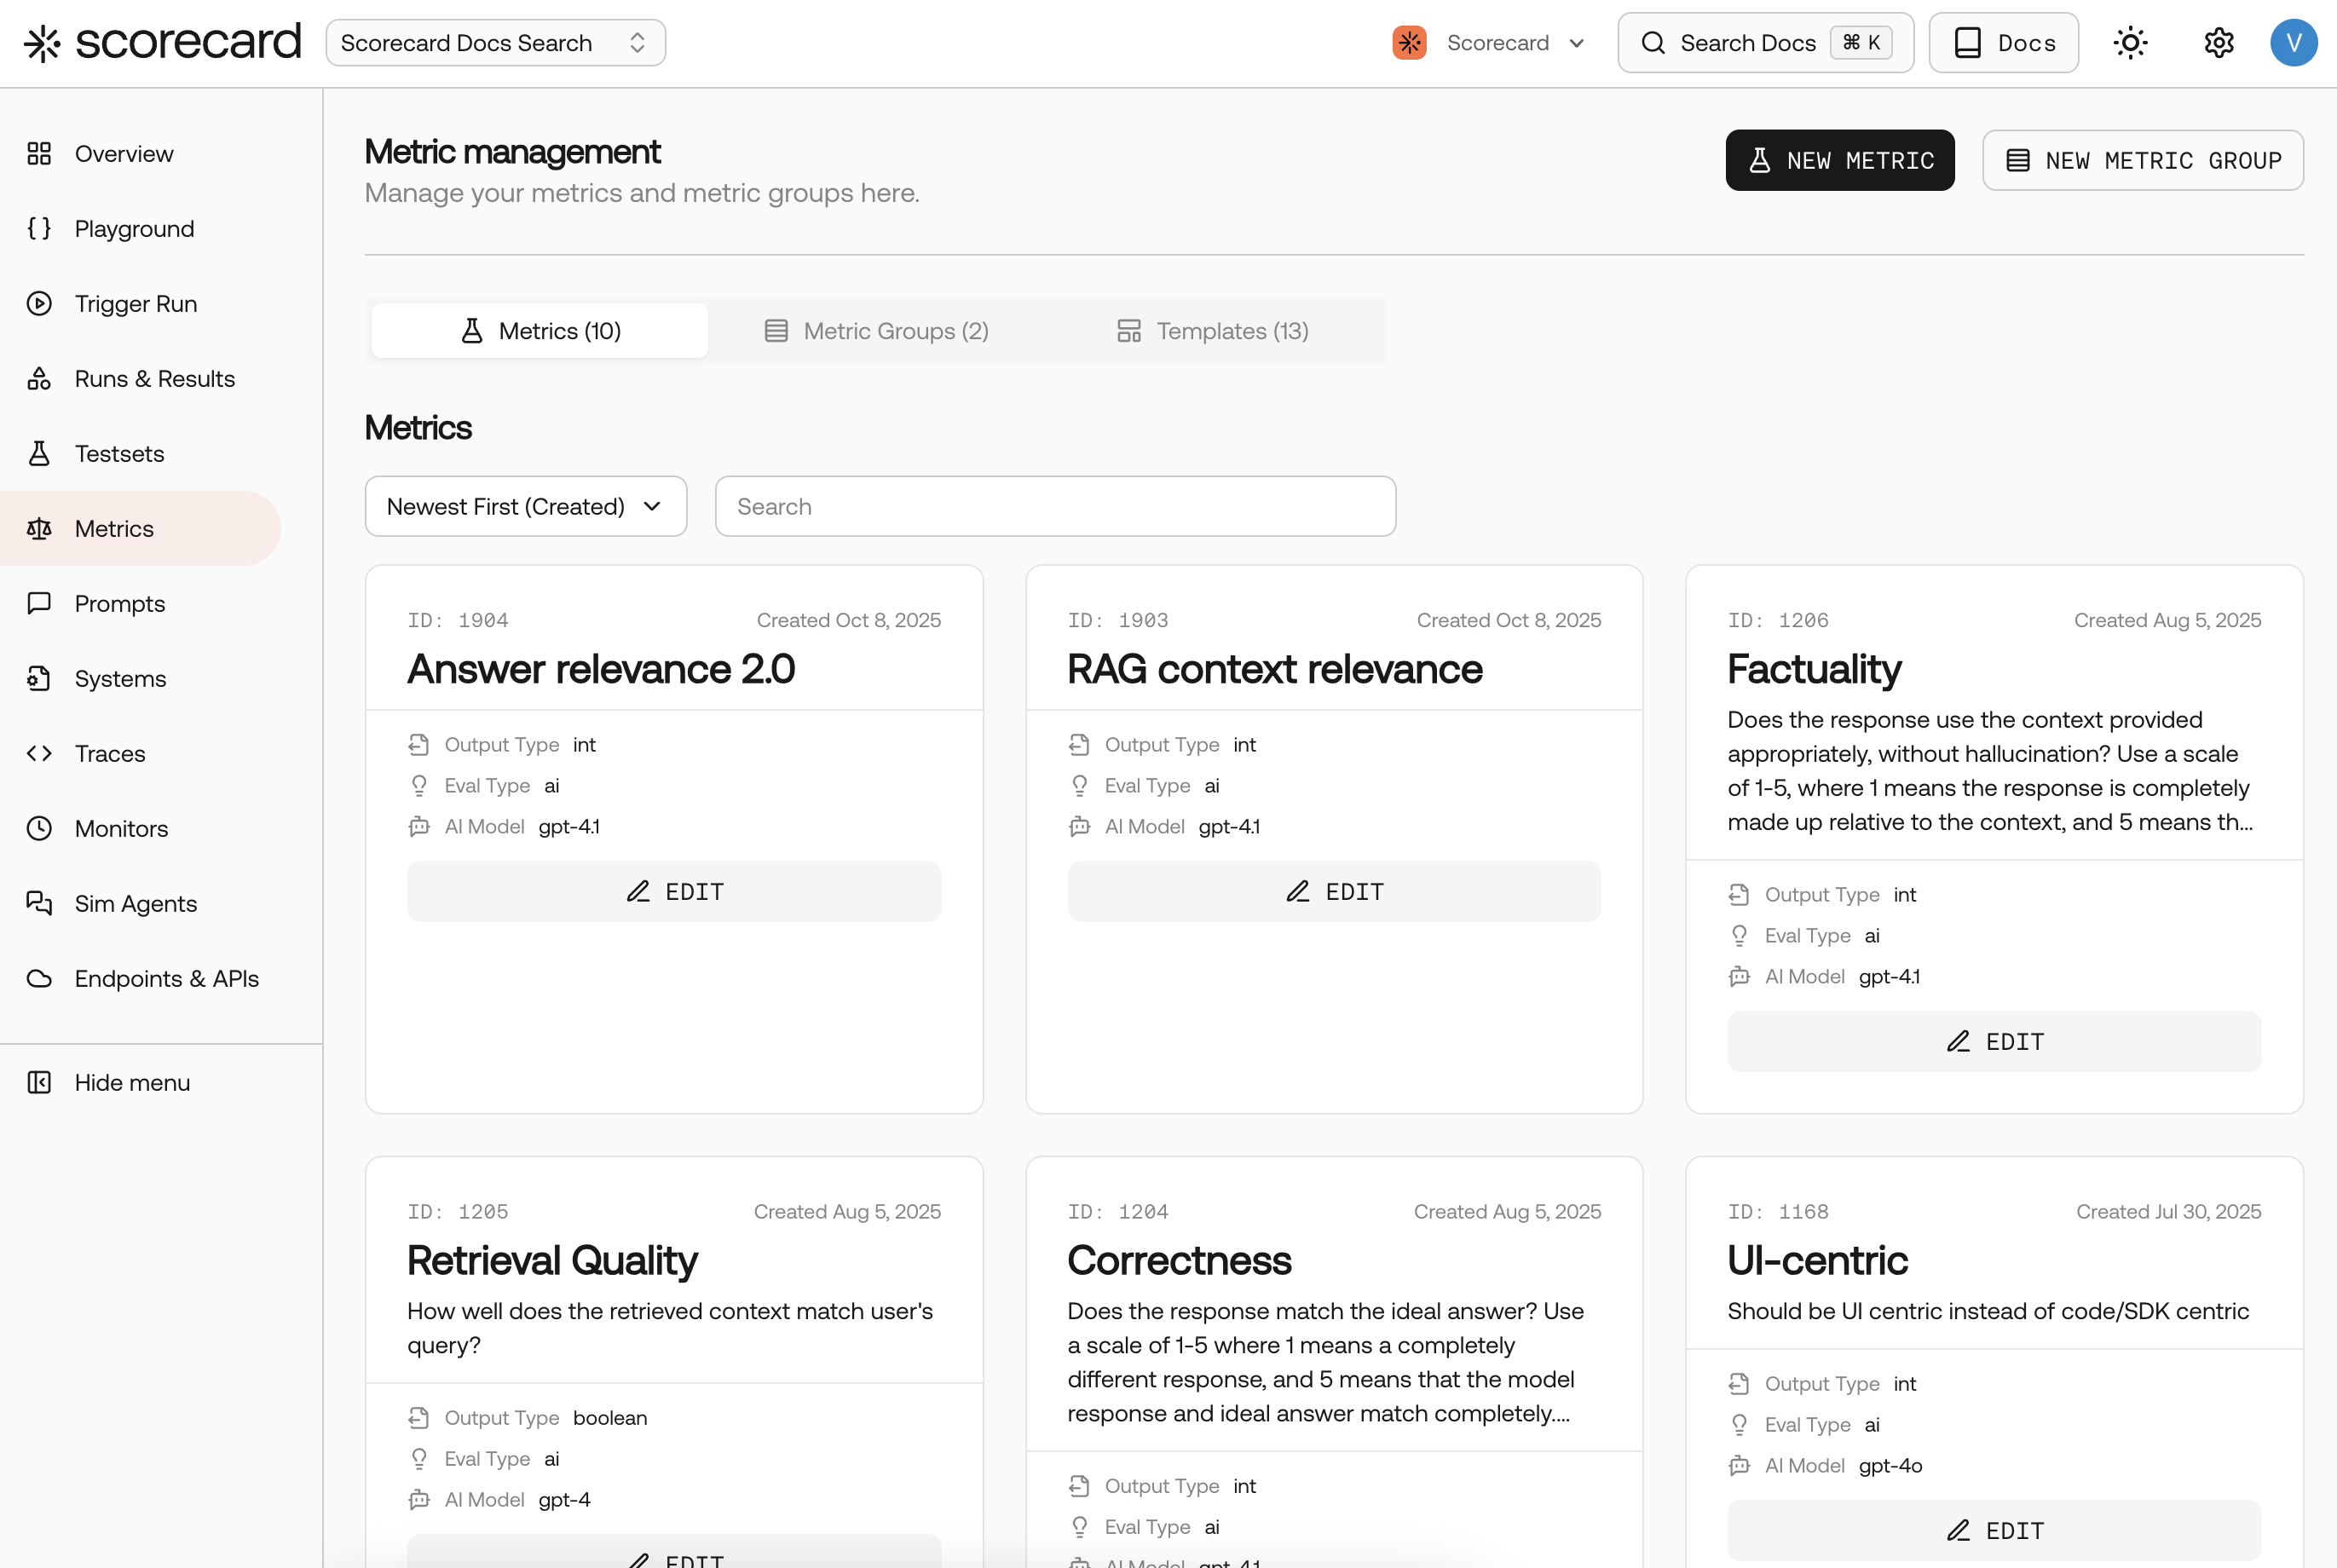 scorecard
Scorecard Docs Search
Scorecard
Search Docs
⌘ K
Docs
V
Overview
Playground
Trigger Run
Runs & Results
Testsets
Metrics
Prompts
Systems
Traces
Monitors
Sim Agents
Endpoints & APIs
Hide menu
Metric management
Manage your metrics and metric groups here.
NEW METRIC
NEW METRIC GROUP
Metrics (10)
Metric Groups (2)
Templates (13)
Metrics
Newest First (Created)
Search
ID: 1904
Created Oct 8, 2025
Answer relevance 2.0
Output Type int
Eval Type ai
AI Model gpt-4.1
EDIT
ID: 1903
Created Oct 8, 2025
RAG context relevance
Output Type int
Eval Type ai
AI Model gpt-4.1
EDIT
ID: 1206
Created Aug 5, 2025
Factuality
Does the response use the context provided
appropriately, without hallucination? Use a scale
of 1-5, where 1 means the response is completely
made up relative to the context, and 5 means th...
Output Type int
Eval Type ai
AI Model gpt-4.1
EDIT
ID: 1205
Created Aug 5, 2025
Retrieval Quality
How well does the retrieved context match user's
query?
Output Type boolean
Eval Type ai
AI Model gpt-4
EDIT
ID: 1204
Created Aug 5, 2025
Correctness
Does the response match the ideal answer? Use
a scale of 1-5 where 1 means a completely
different response, and 5 means that the model
response and ideal answer match completely....
Output Type int
Eval Type ai
AI Model gpt-4.1
ID: 1168
Created Jul 30, 2025
UI-centric
Should be UI centric instead of code/SDK centric
Output Type int
Eval Type ai
AI Model gpt-4o
EDIT